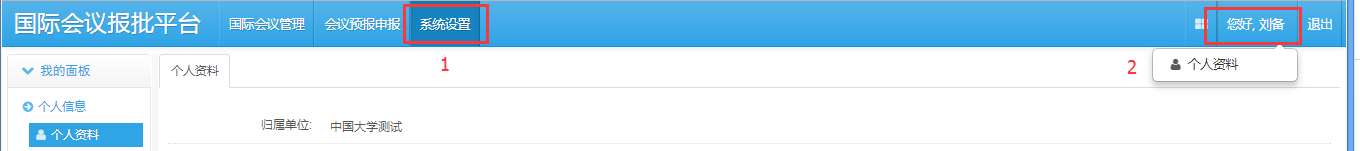 国际会议报批平台 国际会议管理 会议预报申报 系统设置 您好, 刘备 退出
1
2
个人资料
我的面板
个人资料
个人信息
个人资料
归属单位: 中国大学测试